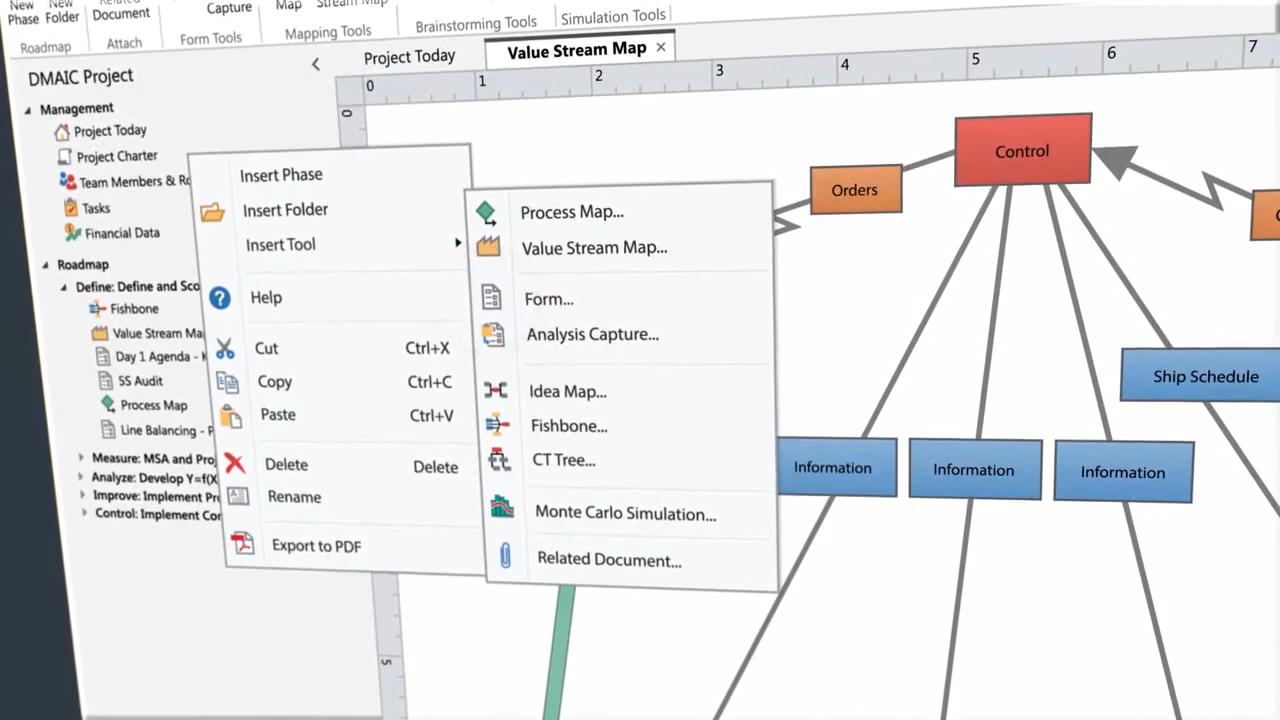 New
Phase
New
Folder
Document
Capture
Map
Stream Map
Roadmap
Attach
Form Tools
Mapping Tools
Brainstorming Tools
Simulation Tools
DMAIC Project
Project Today
Value Stream Map
0
1
2
3
4
5
6
7
0
5
Management
Project Today
Project Charter
Team Members & Ro
Tasks
Financial Data
Roadmap
Define: Define and Sco
Fishbone
Value Stream Ma
Day 1 Agenda -
5S Audit
Process Map
Line Balancing -
Measure: MSA and Proj
Analyze: Develop Y=f(X
Improve: Implement Pr
Control: Implement Con
Insert Phase
Insert Folder
Insert Tool
Help
Cut Ctrl+X
Copy Ctrl+C
Paste Ctrl+V
Delete Delete
Rename
Export to PDF
Process Map...
Value Stream Map...
Form...
Analysis Capture...
Idea Map...
Fishbone...
CT Tree...
Monte Carlo Simulation...
Related Document...
Control
Orders
Ship Schedule
Information
Information
Information